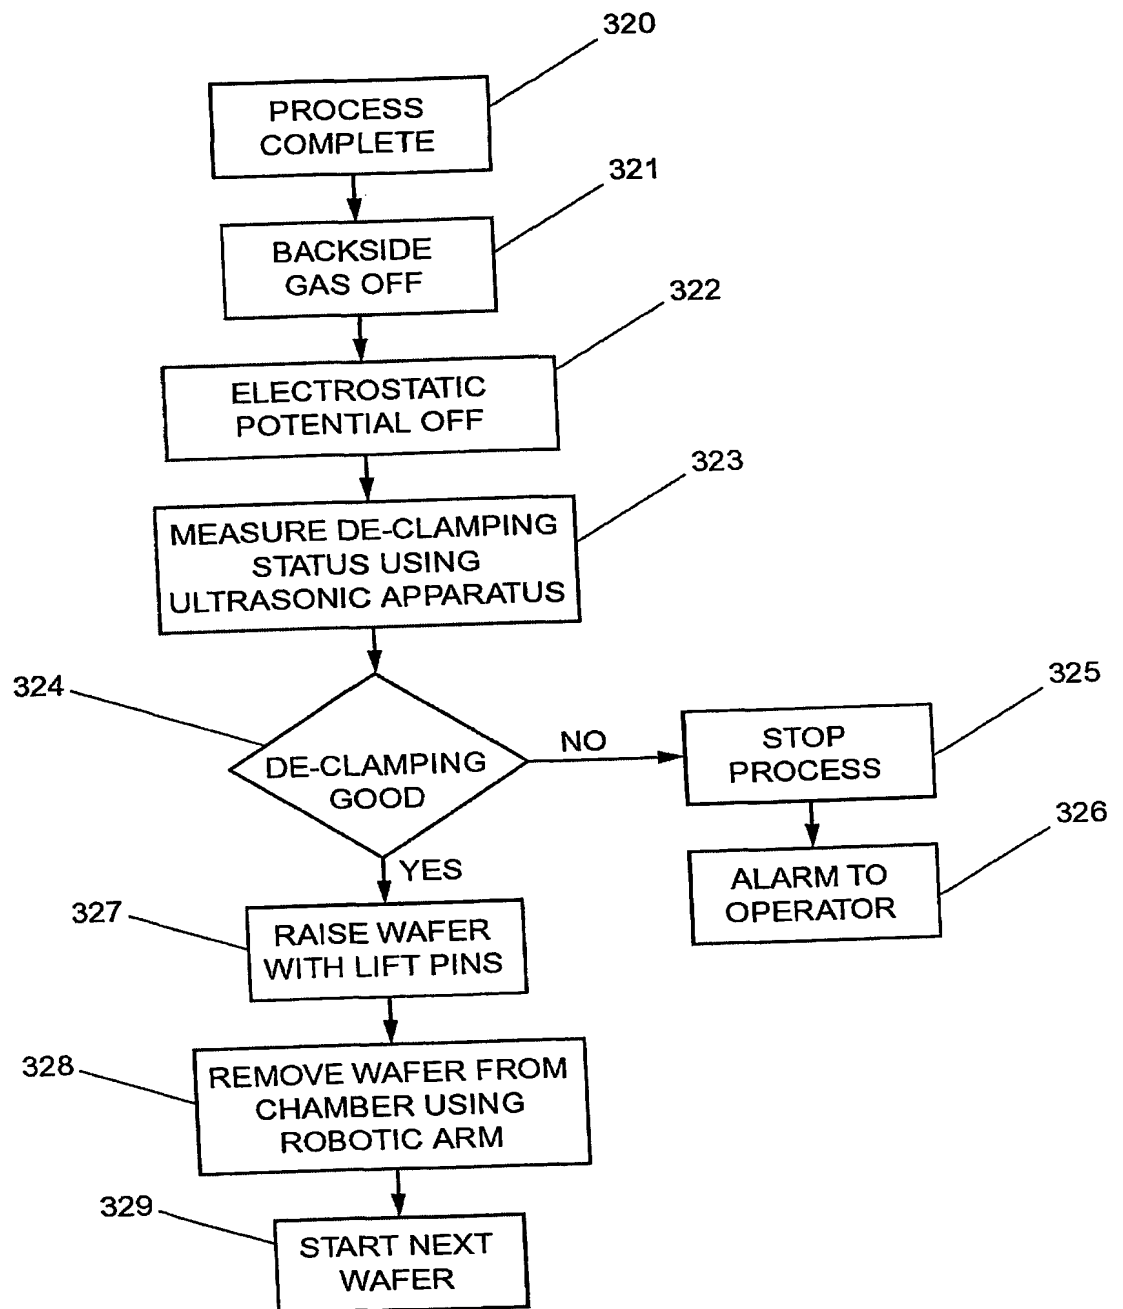 320
PROCESS
COMPLETE
321
BACKSIDE
GAS OFF
322
ELECTROSTATIC
POTENTIAL OFF
323
MEASURE DE-CLAMPING
STATUS USING
ULTRASONIC APPARATUS
324
DE-CLAMPING
GOOD
NO
325
STOP
PROCESS
326
ALARM TO
OPERATOR
YES
327
RAISE WAFER
WITH LIFT PINS
328
REMOVE WAFER FROM
CHAMBER USING
ROBOTIC ARM
329
START NEXT
WAFER